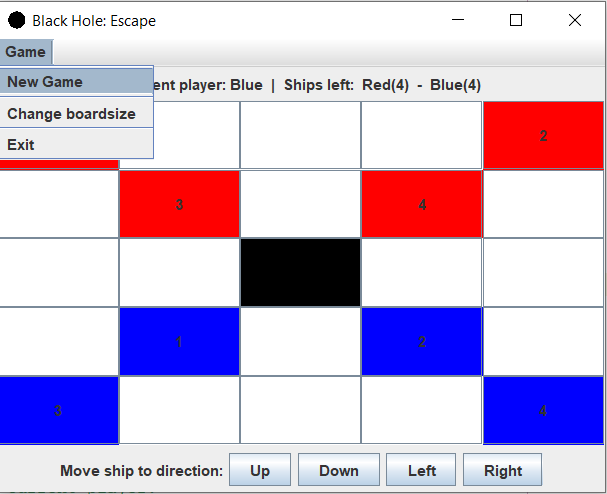 Black Hole: Escape
Game
New Game
ent player: Blue | Ships left: Red(4) - Blue(4)
Change boardsize
Exit
2
3 4
1 2
3 4
Move ship to direction: Up Down Left Right